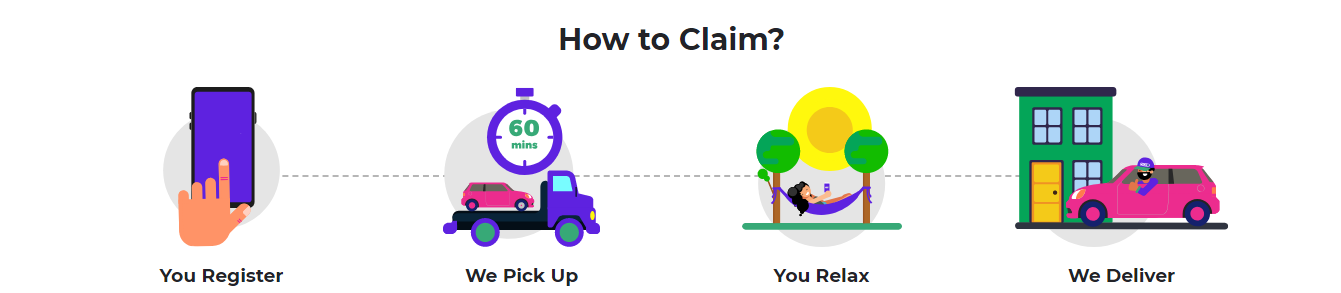 How to Claim?
60
mins
You Register
We Pick Up
You Relax
We Deliver